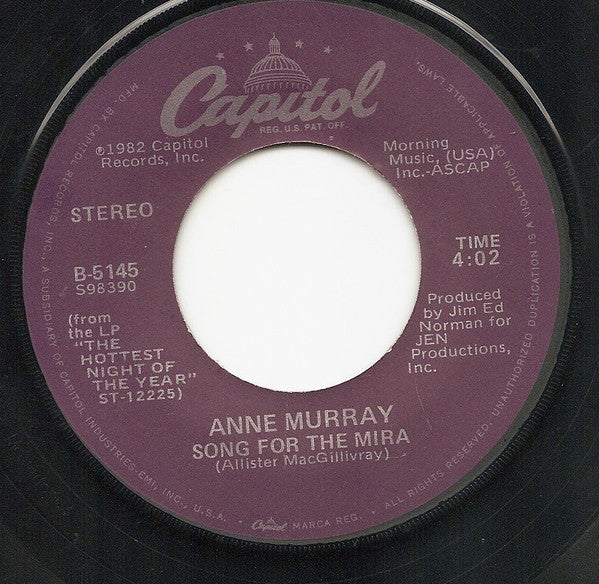 Capitol
REG. U.S. PAT. OFF.
℗1982 Capitol
Records, Inc.
Morning
Music, (USA)
Inc.-ASCAP
STEREO
TIME
4:02
B-5145
S98390
(from
the LP
"THE
HOTTEST
NIGHT OF
THE YEAR"
ST-12225)
Produced
by Jim Ed
Norman for
JEN
Productions,
Inc.
ANNE MURRAY
SONG FOR THE MIRA
(Allister MacGillivray)
MFD. BY CAPITOL RECORDS, INC., A SUBSIDIARY OF CAPITOL INDUSTRIES-EMI, INC., U.S.A. • Capitol MARCA REG. • ALL RIGHTS RESERVED. UNAUTHORIZED DUPLICATION IS A VIOLATION OF APPLICABLE LAWS.